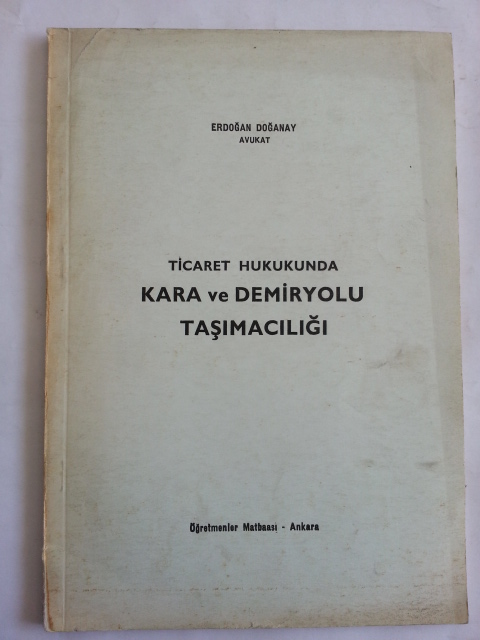 ERDOĞAN DOĞANAY
AVUKAT
TİCARET HUKUKUNDA
KARA ve DEMİRYOLU
TAŞIMACILIĞI
Öğretmenler Matbaası - Ankara